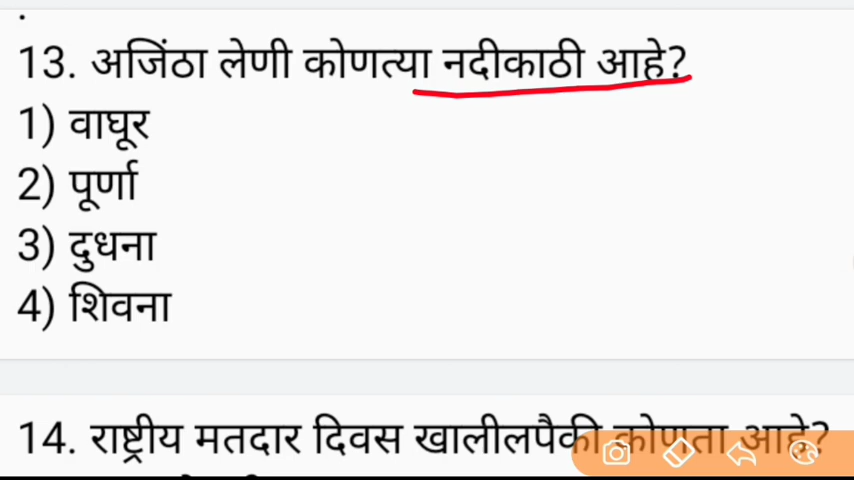 13. अजिंठा लेणी कोणत्या नदीकाठी आहे?
1) वाघूर
2) पूर्णा
3) दुधना
4) शिवना
14. राष्ट्रीय मतदार दिवस खालीलपैकी कोणता आहे?